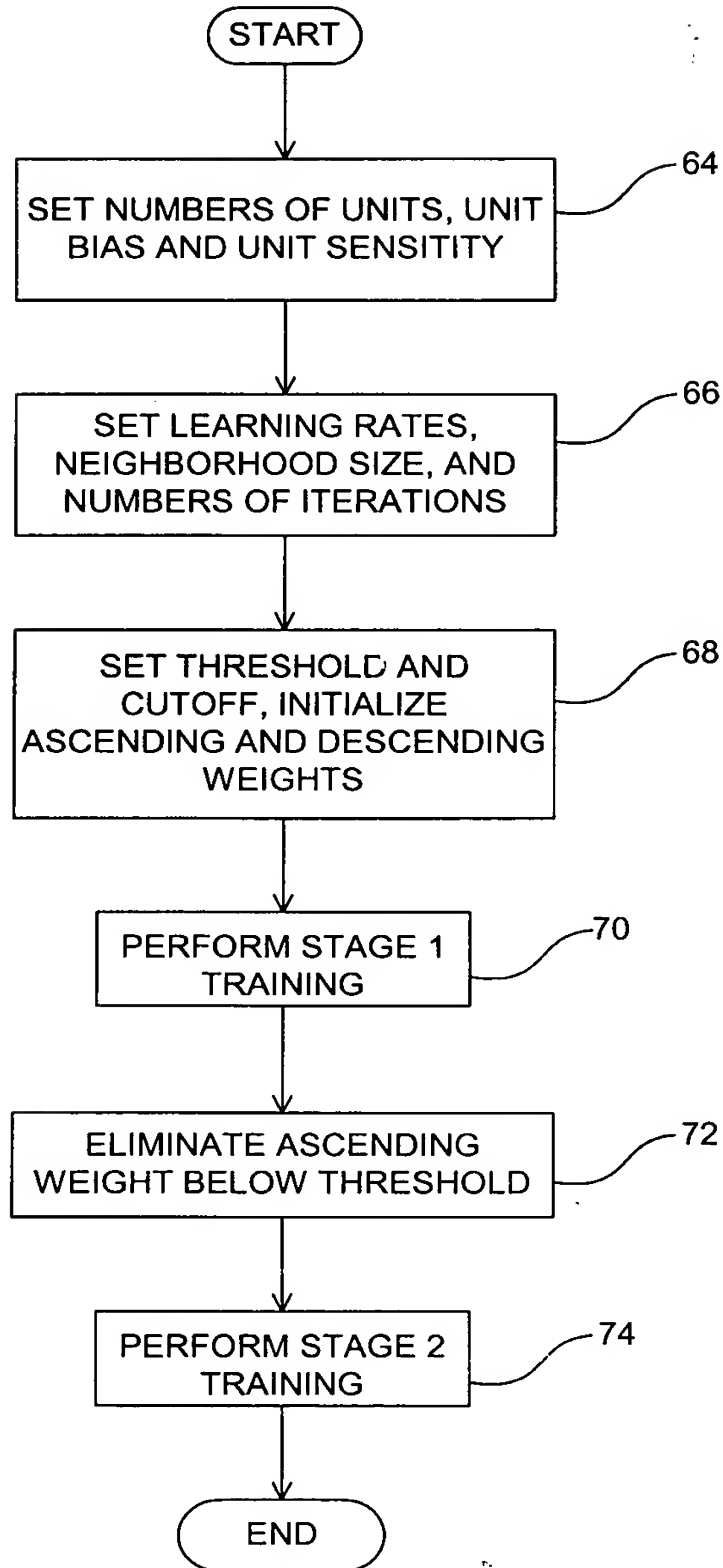 START
64
SET NUMBERS OF UNITS, UNIT
BIAS AND UNIT SENSITITY
66
SET LEARNING RATES,
NEIGHBORHOOD SIZE, AND
NUMBERS OF ITERATIONS
68
SET THRESHOLD AND
CUTOFF, INITIALIZE
ASCENDING AND DESCENDING
WEIGHTS
70
PERFORM STAGE 1
TRAINING
72
ELIMINATE ASCENDING
WEIGHT BELOW THRESHOLD
74
PERFORM STAGE 2
TRAINING
END